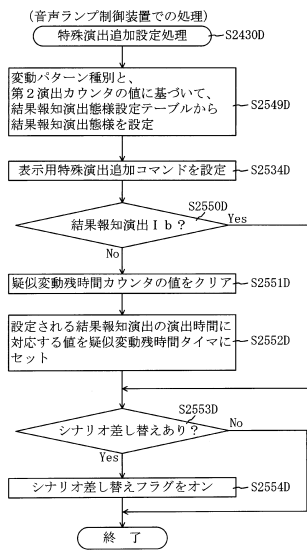 (音声ランプ制御装置での処理)
特殊演出追加設定処理
S2430D
変動パターン種別と、
第2演出カウンタの値に基づいて、
結果報知演出態様設定テーブルから
結果報知演出態様を設定
S2549D
表示用特殊演出追加コマンドを設定
S2534D
S2550D
結果報知演出Ib?
Yes
No
疑似変動残時間カウンタの値をクリア
S2551D
設定される結果報知演出の演出時間に
対応する値を疑似変動残時間タイマに
セット
S2552D
S2553D
シナリオ差し替えあり?
No
Yes
シナリオ差し替えフラグをオン
S2554D
終 了